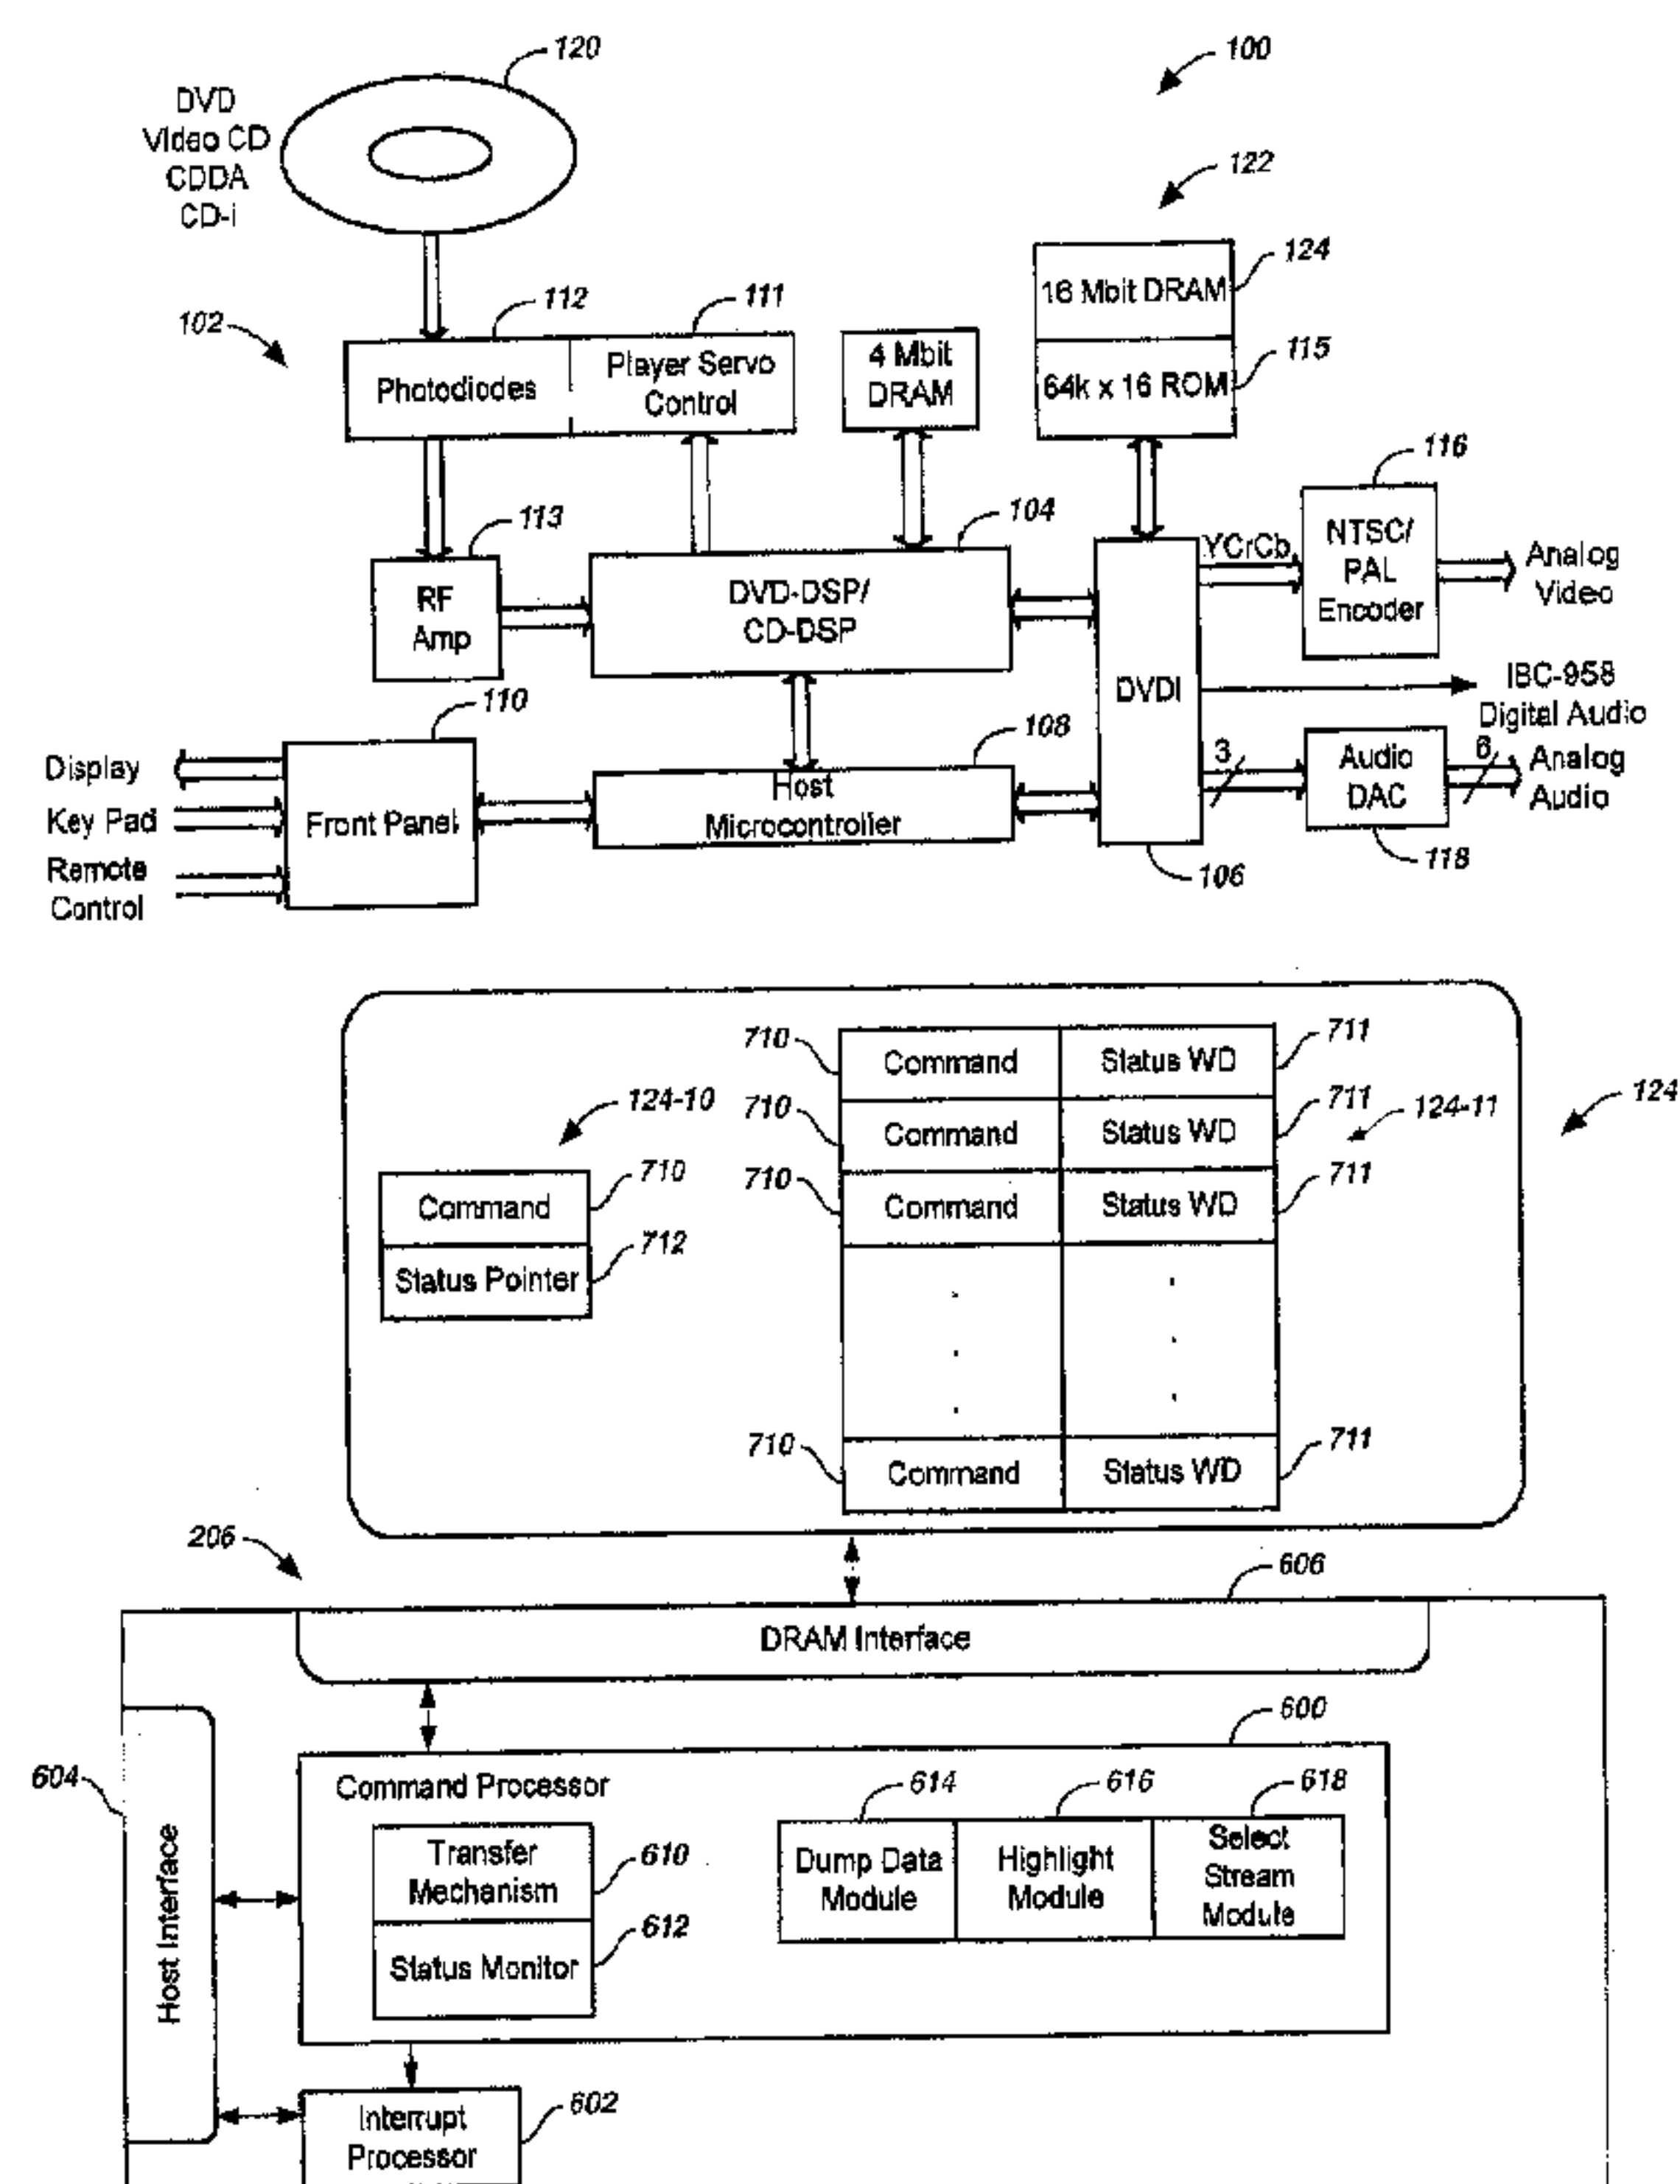 120
100
DVD
Video CD
CDDA
CD-i
122
124
16 Mbit DRAM
102
112
111
115
Photodiodes
Player Servo
Control
4 Mbit
DRAM
64k x 16 ROM
116
113
104
YCrCb
NTSC/
PAL
Encoder
Analog
Video
RF
Amp
DVD-DSP/
CD-DSP
DVDI
IBC-958
Digital Audio
110
108
Display
Key Pad
Remote
Control
Front Panel
Host
Microcontroller
3
Audio
DAC
6
Analog
Audio
106
118
710
Command
Status WD
711
124-10
710
Command
Status WD
711
124-11
124
710
Command
Status WD
711
Command
710
Status Pointer
712
710
Command
Status WD
711
206
606
DRAM Interface
600
604
Host Interface
Command Processor
614
616
618
Transfer
Mechanism
610
Dump Data
Module
Highlight
Module
Select
Stream
Module
Status Monitor
612
Interrupt
Processor
602